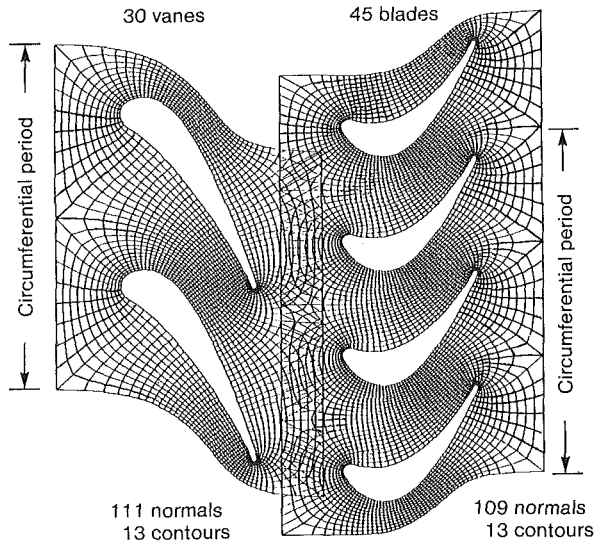 30 vanes
45 blades
Circumferential period
Circumferential period
111 normals
13 contours
109 normals
13 contours